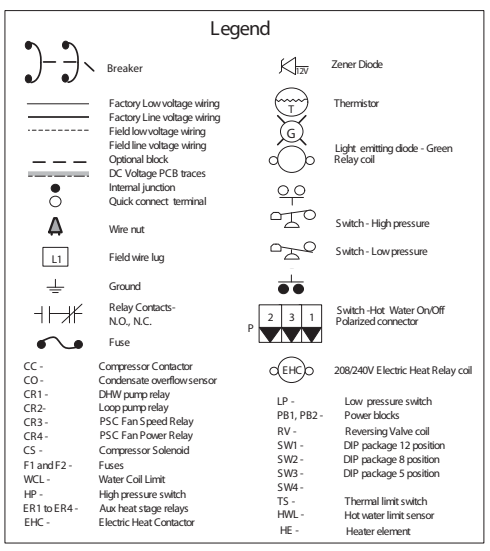 Legend
Breaker
Factory Low voltage wiring
Factory Line voltage wiring
Field low voltage wiring
Field line voltage wiring
Optional block
DC Voltage PCB traces
Internal junction
Quick connect terminal
Wire nut
L1 Field wire lug
Ground
Relay Contacts-
N.O., N.C.
Fuse
CC - Compressor Contactor
CO - Condensate overflow sensor
CR1 - DHW pump relay
CR2- Loop pump relay
CR3 - PSC Fan Speed Relay
CR4 - PSC Fan Power Relay
CS - Compressor Solenoid
F1 and F2 - Fuses
WCL - Water Coil Limit
HP - High pressure switch
ER1 to ER4 - Aux heat stage relays
EHC - Electric Heat Contactor
12V Zener Diode
T Thermistor
G
Light emitting diode - Green
Relay coil
Switch - High pressure
Switch - Low pressure
P 2 3 1
Switch -Hot Water On/Off
Polarized connector
EHC 208/240V Electric Heat Relay coil
LP - Low pressure switch
PB1, PB2 - Power blocks
RV - Reversing Valve coil
SW1 - DIP package 12 position
SW2 - DIP package 8 position
SW3 - DIP package 5 position
SW4 -
TS - Thermal limit switch
HWL - Hot water limit sensor
HE - Heater element